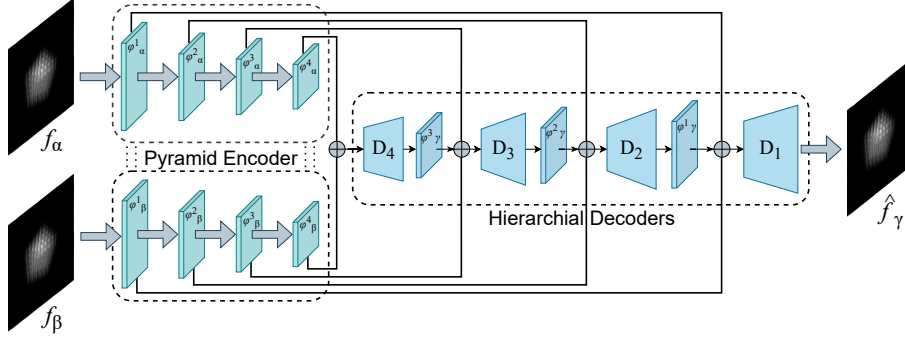 φ¹α φ²α φ³α φ⁴α
fα
Pyramid Encoder
D₄ φ³γ D₃ φ²γ D₂ φ¹γ D₁
φ¹β φ²β φ³β φ⁴β
Hierarchial Decoders
f̂γ
fβ